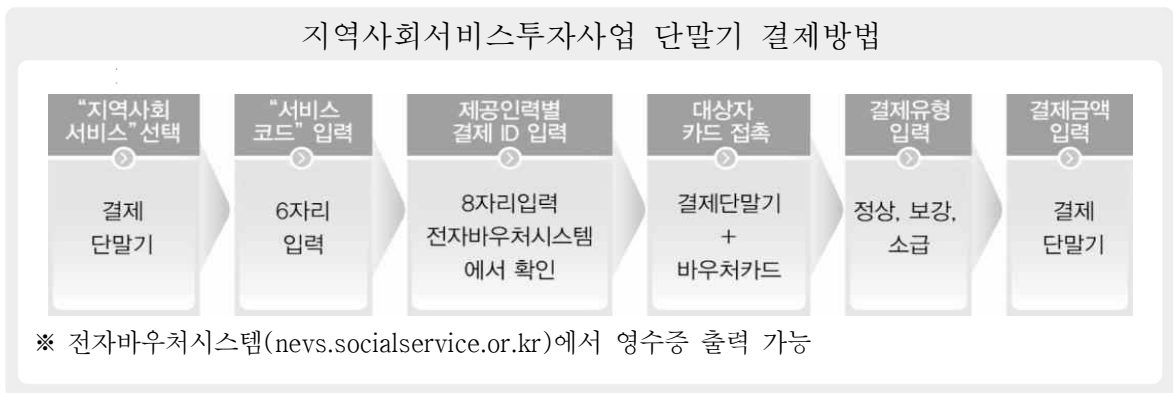 지역사회서비스투자사업 단말기 결제방법
“지역사회
서비스”선택
결제
단말기
“서비스
코드” 입력
6자리
입력
제공인력별
결제 ID 입력
8자리입력
전자바우처시스템
에서 확인
대상자
카드 접촉
결제단말기
+
바우처카드
결제유형
입력
정상, 보강,
소급
결제금액
입력
결제
단말기
※ 전자바우처시스템(nevs.socialservice.or.kr)에서 영수증 출력 가능